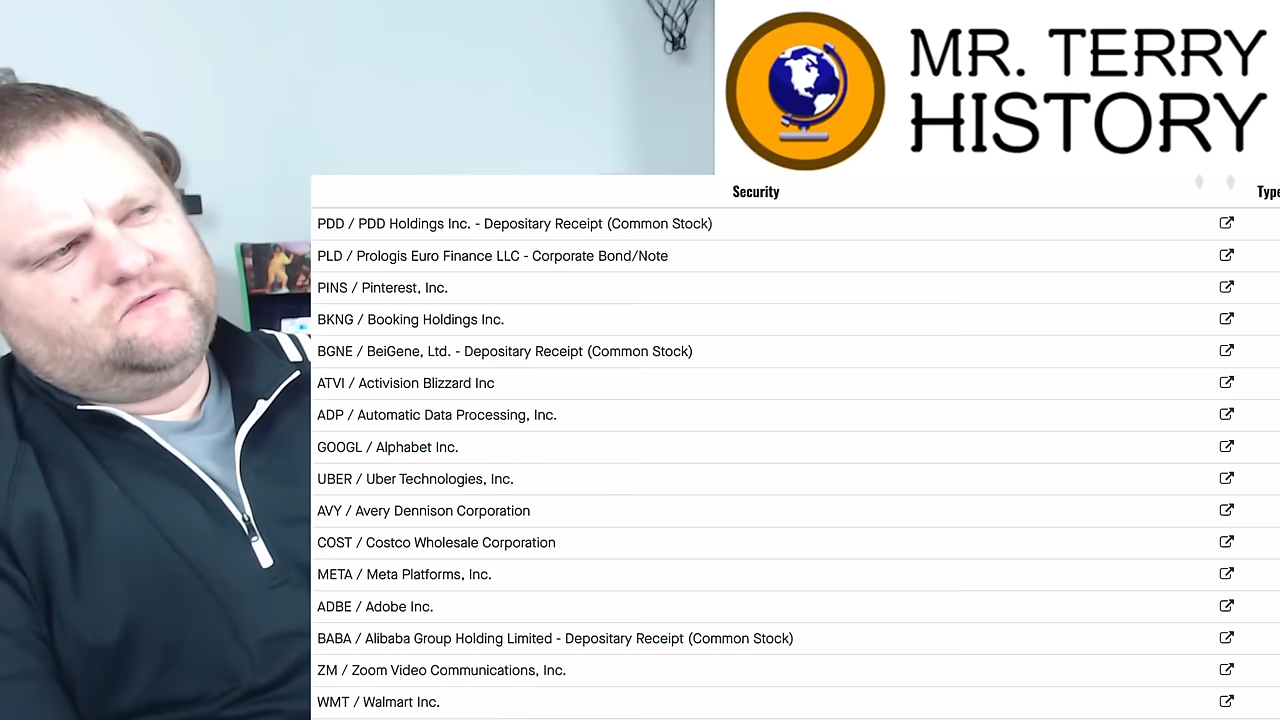 MR. TERRY
HISTORY
Security
Type
PDD / PDD Holdings Inc. - Depositary Receipt (Common Stock)
PLD / Prologis Euro Finance LLC - Corporate Bond/Note
PINS / Pinterest, Inc.
BKNG / Booking Holdings Inc.
BGNE / BeiGene, Ltd. - Depositary Receipt (Common Stock)
ATVI / Activision Blizzard Inc
ADP / Automatic Data Processing, Inc.
GOOGL / Alphabet Inc.
UBER / Uber Technologies, Inc.
AVY / Avery Dennison Corporation
COST / Costco Wholesale Corporation
META / Meta Platforms, Inc.
ADBE / Adobe Inc.
BABA / Alibaba Group Holding Limited - Depositary Receipt (Common Stock)
ZM / Zoom Video Communications, Inc.
WMT / Walmart Inc.